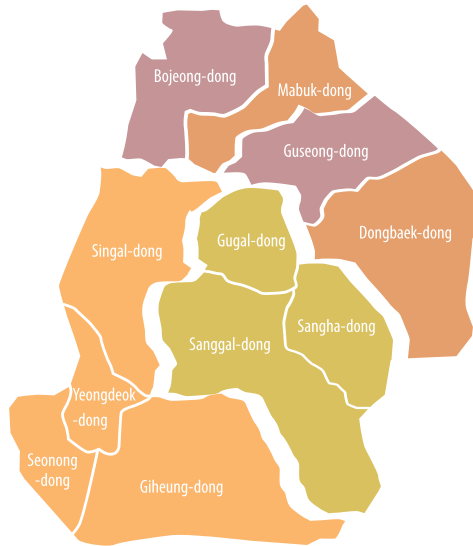 Bojeong-dong
Mabuk-dong
Guseong-dong
Dongbaek-dong
Gugal-dong
Singal-dong
Sangha-dong
Sanggal-dong
Yeongdeok
-dong
Seonong
-dong
Giheung-dong